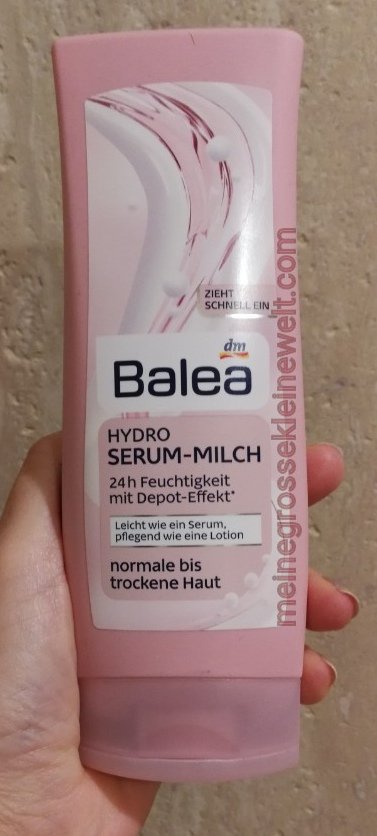 ZIEHT
SCHNELL EIN
dm
Balea
HYDRO
SERUM-MILCH
24h Feuchtigkeit
mit Depot-Effekt*
Leicht wie ein Serum,
pflegend wie eine Lotion
normale bis
trockene Haut
meinegrossekleinewelt.com